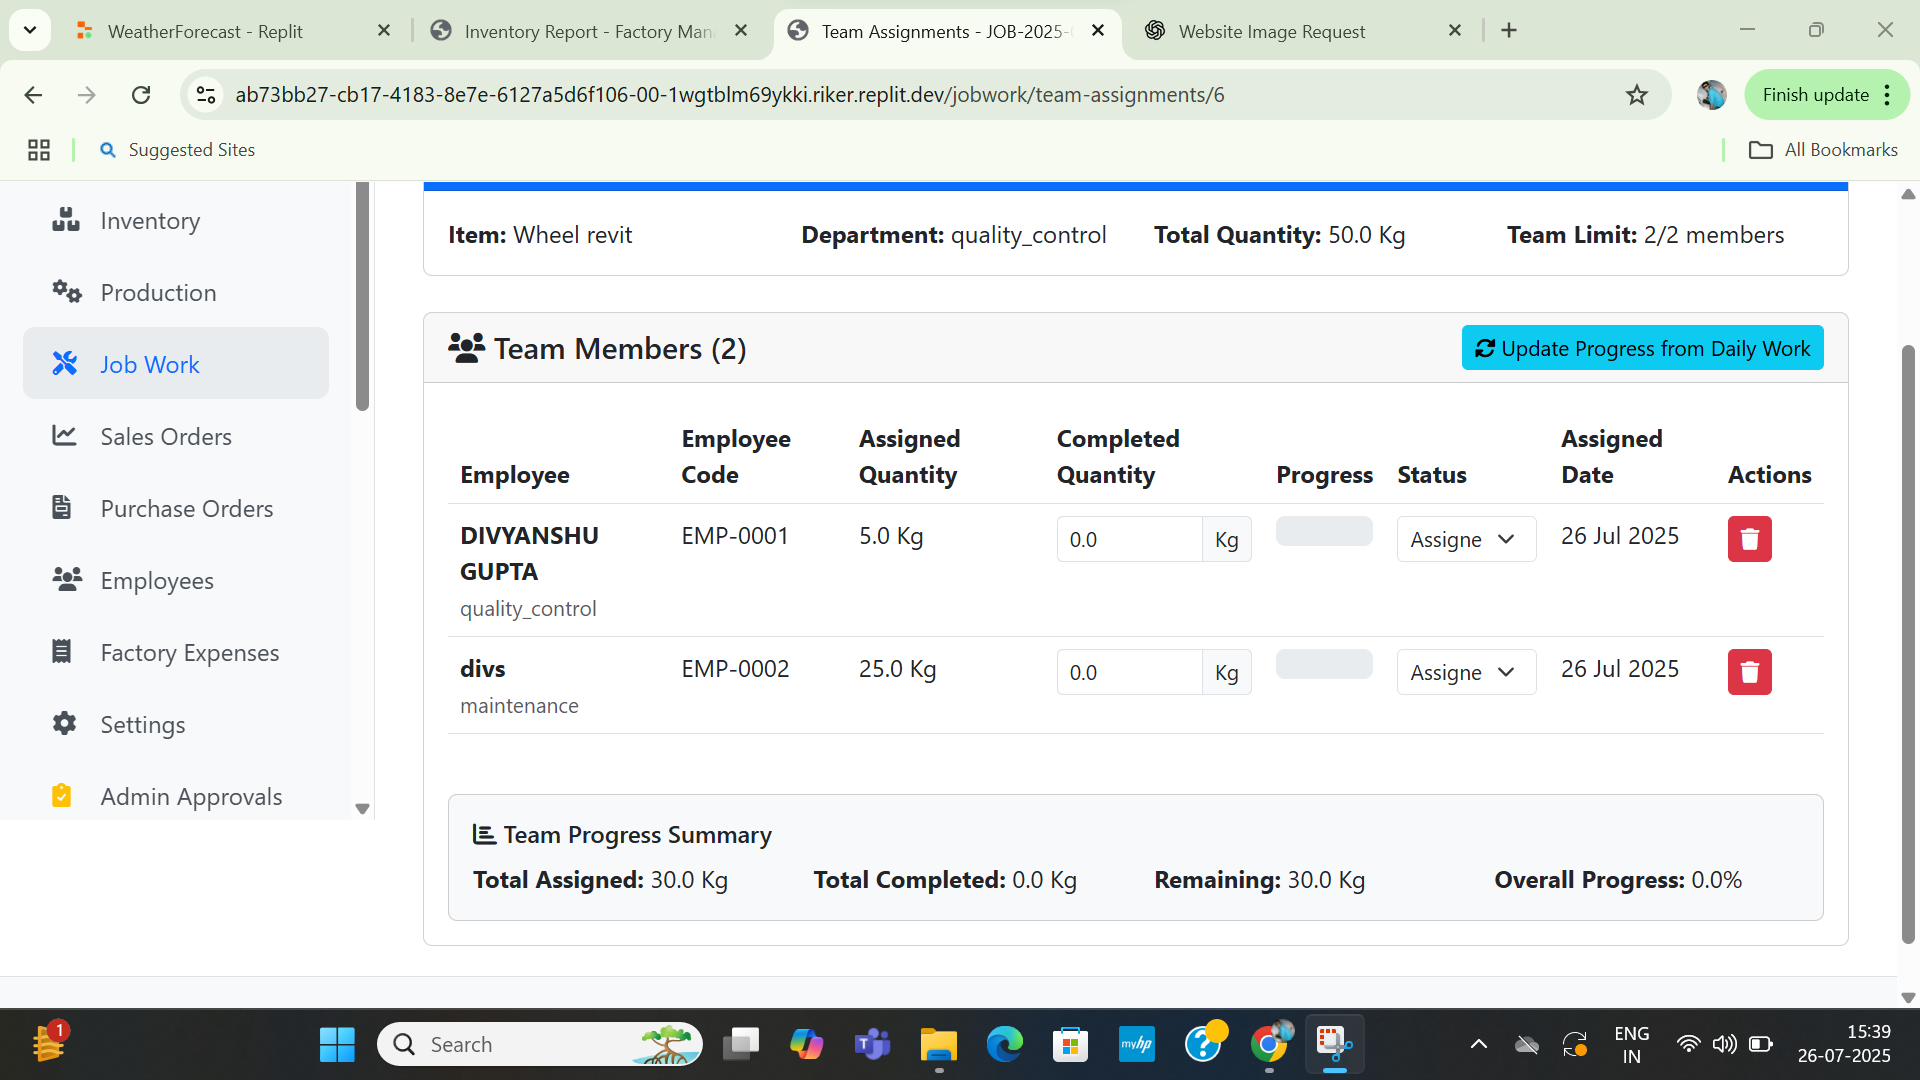 WeatherForecast - Replit
Inventory Report - Factory Man
Team Assignments - JOB-2025-
Website Image Request
ab73bb27-cb17-4183-8e7e-6127a5d6f106-00-1wgtblm69ykki.riker.replit.dev/jobwork/team-assignments/6
Finish update
Suggested Sites
All Bookmarks
Inventory
Production
Job Work
Sales Orders
Purchase Orders
Employees
Factory Expenses
Settings
Admin Approvals
Item: Wheel revit
Department: quality_control
Total Quantity: 50.0 Kg
Team Limit: 2/2 members
Team Members (2)
Update Progress from Daily Work
Employee
Employee Code
Assigned Quantity
Completed Quantity
Progress
Status
Assigned Date
Actions
DIVYANSHU GUPTA
quality_control
EMP-0001
5.0 Kg
0.0 Kg
Assigne
26 Jul 2025
divs
maintenance
EMP-0002
25.0 Kg
0.0 Kg
Assigne
26 Jul 2025
Team Progress Summary
Total Assigned: 30.0 Kg
Total Completed: 0.0 Kg
Remaining: 30.0 Kg
Overall Progress: 0.0%
1
Search
myhp
ENG
IN
15:39
26-07-2025